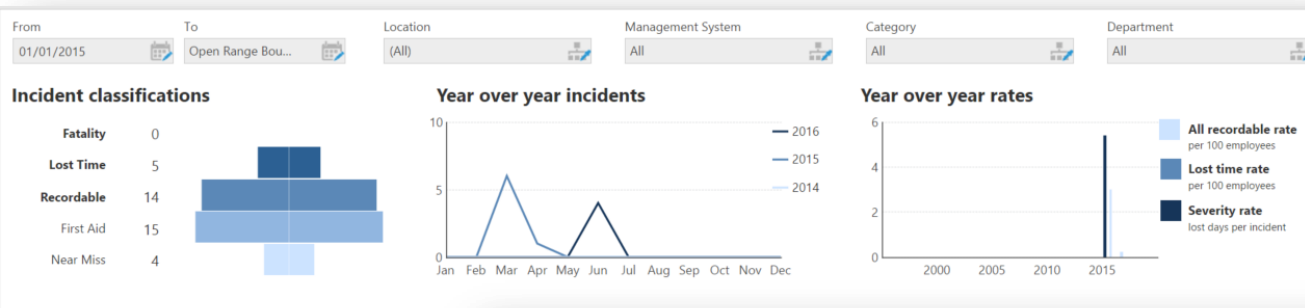 From
To
Location
Management System
Category
Department
01/01/2015
Open Range Bou...
(All)
All
All
All
Incident classifications
Fatality 0
Lost Time 5
Recordable 14
First Aid 15
Near Miss 4
Year over year incidents
10
5
0
Jan Feb Mar Apr May Jun Jul Aug Sep Oct Nov Dec
2016
2015
2014
Year over year rates
6
4
2
0
2000 2005 2010 2015
All recordable rate
per 100 employees
Lost time rate
per 100 employees
Severity rate
lost days per incident